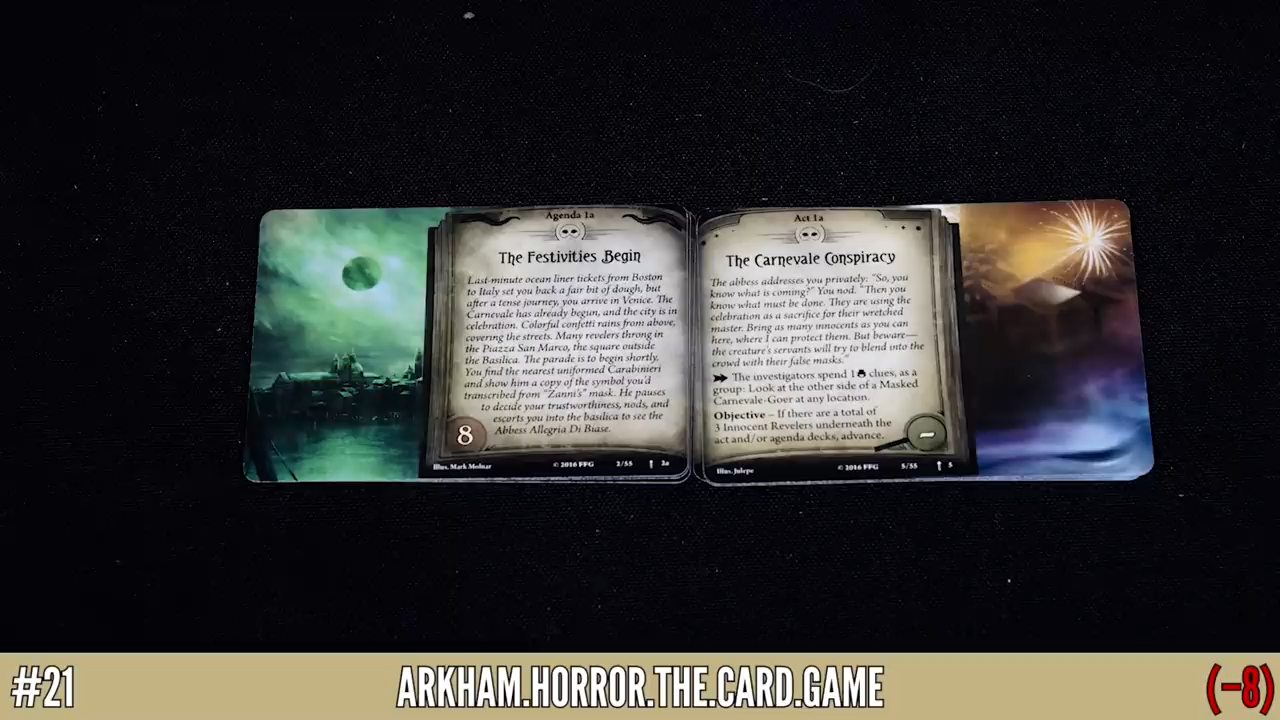 Agenda 1a
The Festivities Begin
Last-minute ocean liner tickets from Boston
to Italy set you back a fair bit of dough, but
after a tense journey, you arrive in Venice. The
Carnevale has already begun, and the city is in
celebration. Colorful confetti rains from above,
covering the streets. Many revelers throng in
the Piazza San Marco, the square outside
the Basilica. The parade is to begin shortly.
You find the nearest uniformed Carabinieri
and show him a copy of the symbol you'd
transcribed from "Zanni's" mask. He pauses
to decide your trustworthiness, nods, and
escorts you into the basilica to see the
Abbess Allegria Di Biase.
8
Illus. Mark Molnar
© 2016 FFG
2/55
2a
Act 1a
The Carnevale Conspiracy
The abbess addresses you privately: "So, you
know what is coming?" You nod. "Then you
know what must be done. They are using the
celebration as a sacrifice for their wretched
master. Bring as many innocents as you can
here, where I can protect them. But beware—
the creature's servants will try to blend into the
crowd with their false masks."
The investigators spend 1 clues, as a
group: Look at the other side of a Masked
Carnevale-Goer at any location.
Objective – If there are a total of
3 Innocent Revelers underneath the
act and/or agenda decks, advance.
–
Illus. Julepe
© 2016 FFG
5/55
5
#21
ARKHAM.HORROR.THE.CARD.GAME
(-8)